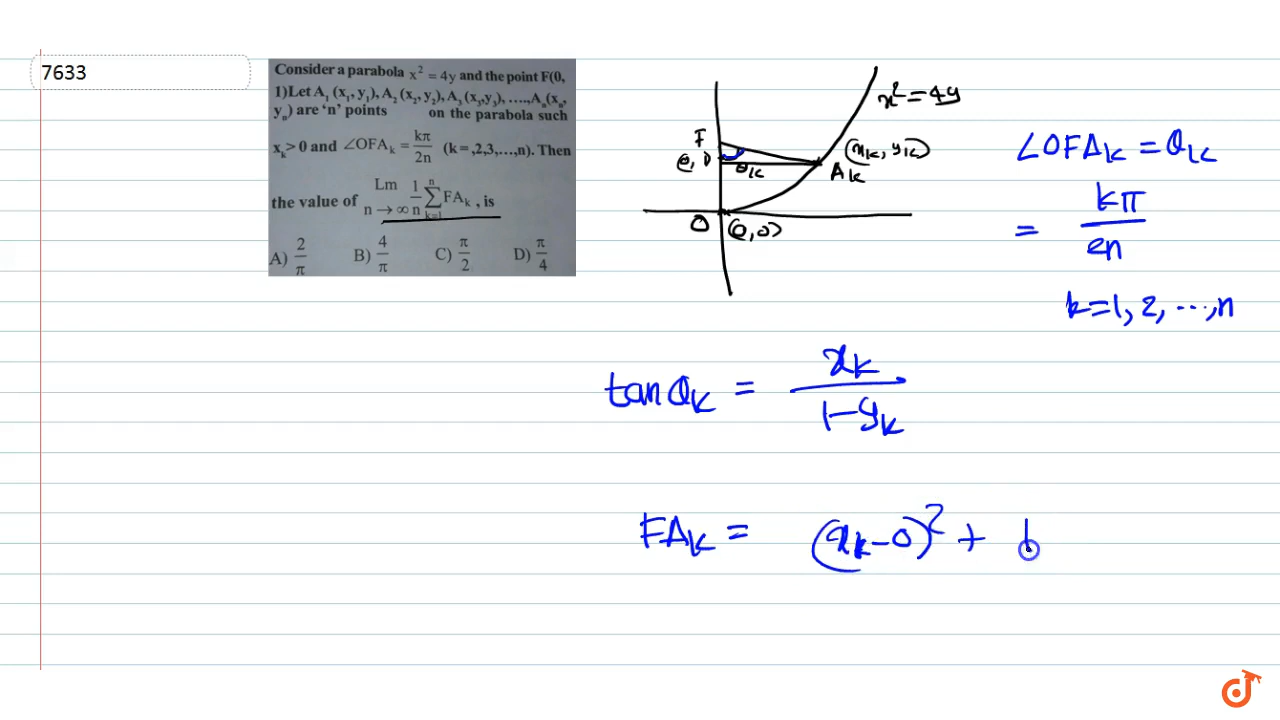 7633
Consider a parabola x² = 4y and the point F(0,
1)Let A₁ (x₁, y₁), A₂ (x₂, y₂), A₃ (x₃,y₃), ....., Aₙ(xₙ,
yₙ) are 'n' points on the parabola such
xₖ> 0 and ∠OFAₖ = kπ/2n (k=,2,3,...,n). Then
the value of Lm n → ∞ 1/n ∑ₖ₌₁ⁿ FAₖ , is
A) 2/π B) 4/π C) π/2 D) π/4
x² = 4y
F
0, 1
θₖ
(xₖ, yₖ)
Aₖ
O (0, 0)
∠OFAₖ = θₖ
= kπ/2n
k = 1, 2, ..., n
tan θₖ = xₖ/1 − yₖ
FAₖ = (xₖ − 0)² +